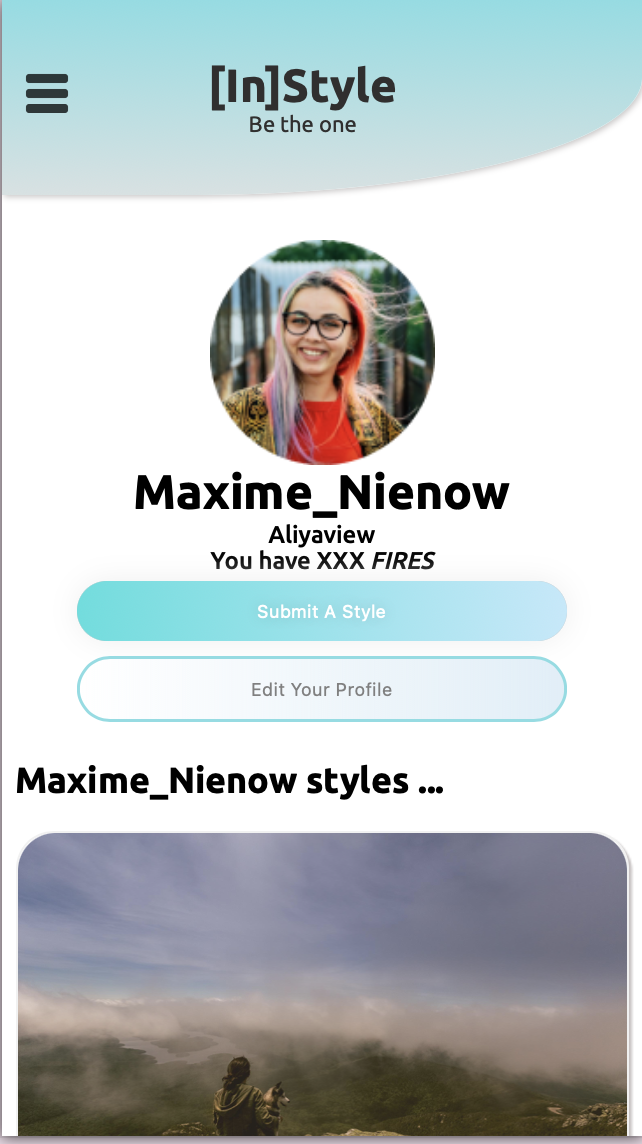 [In]Style
Be the one
Maxime_Nienow
Aliyaview
You have XXX FIRES
Submit A Style
Edit Your Profile
Maxime_Nienow styles ...